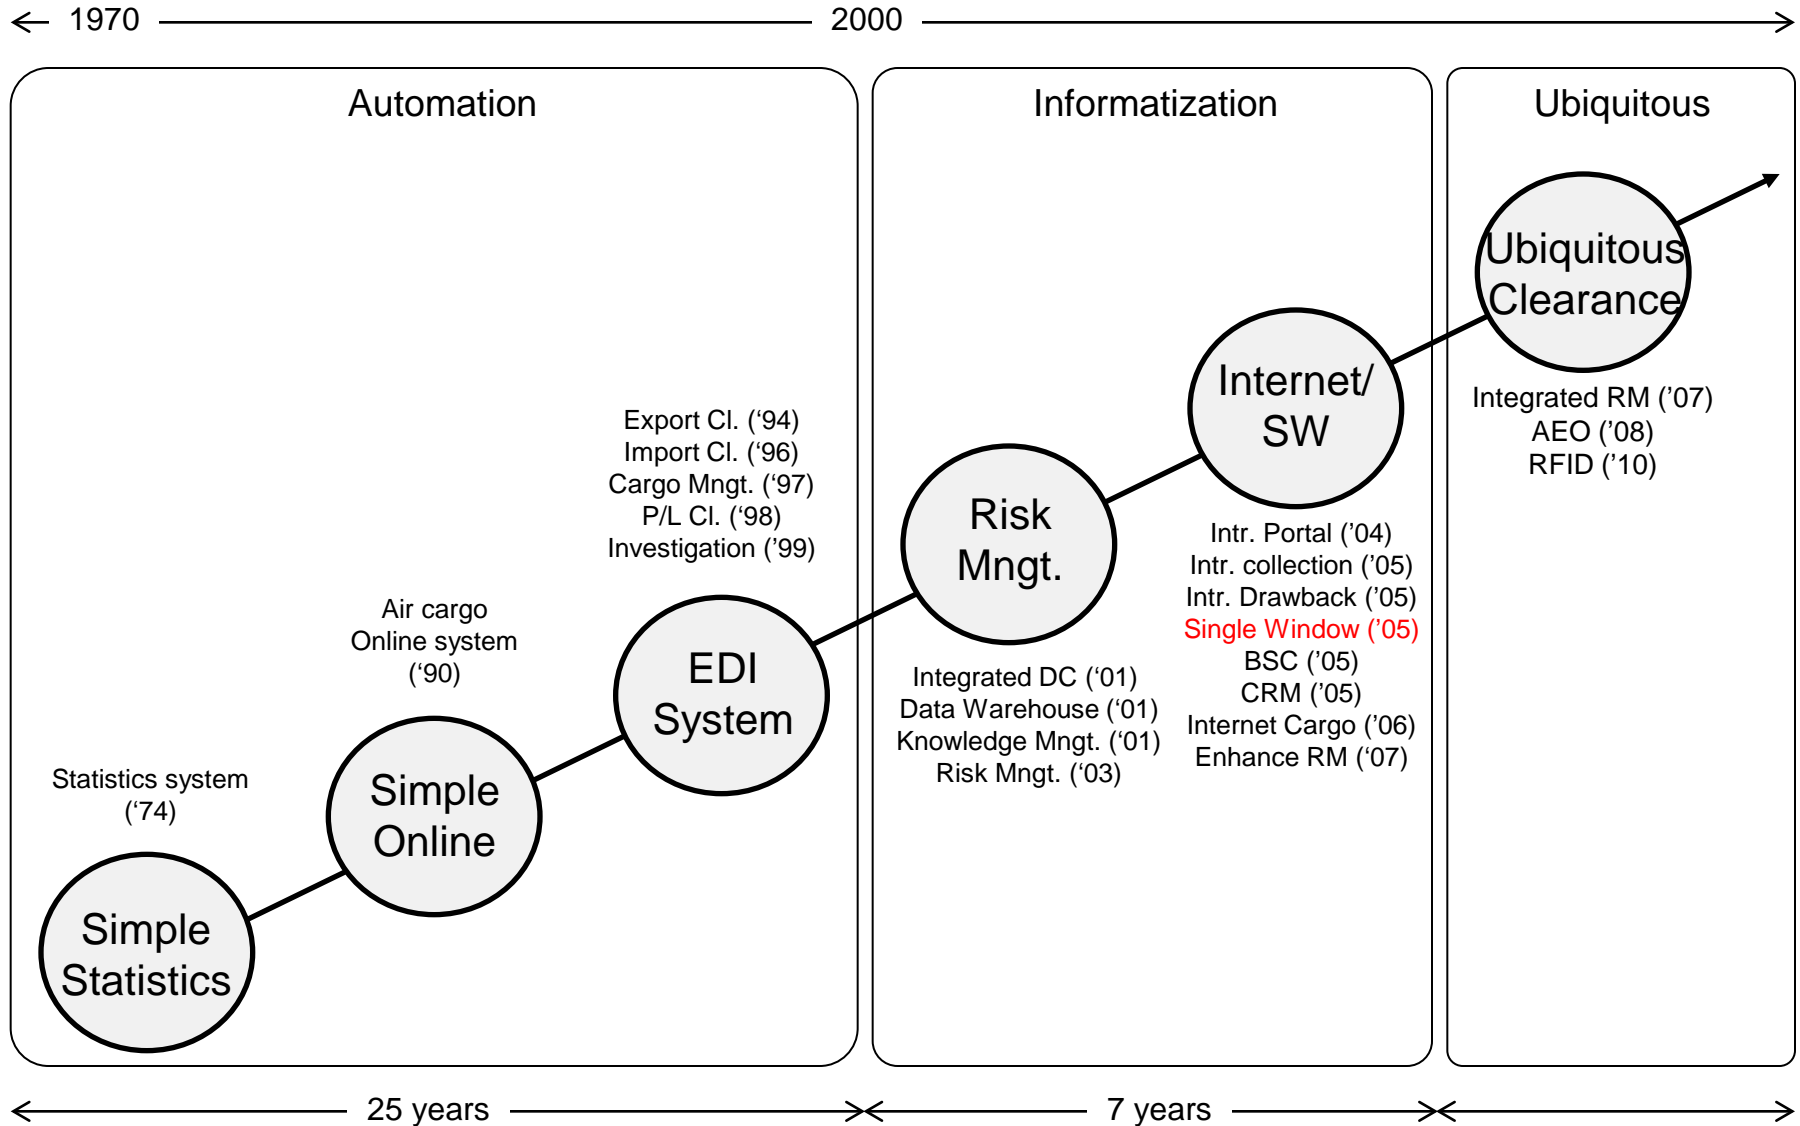 1970
2000
Automation
Informatization
Ubiquitous
Statistics system
(‘74)
Simple
Statistics
Air cargo
Online system
(‘90)
Simple
Online
Export Cl. (‘94)
Import Cl. (‘96)
Cargo Mngt. (‘97)
P/L Cl. (‘98)
Investigation (’99)
EDI
System
Risk
Mngt.
Integrated DC (‘01)
Data Warehouse (‘01)
Knowledge Mngt. (‘01)
Risk Mngt. (‘03)
Internet/
SW
Intr. Portal (’04)
Intr. collection (’05)
Intr. Drawback (’05)
Single Window (’05)
BSC (’05)
CRM (’05)
Internet Cargo (’06)
Enhance RM (’07)
Ubiquitous
Clearance
Integrated RM (’07)
AEO (’08)
RFID (’10)
25 years
7 years